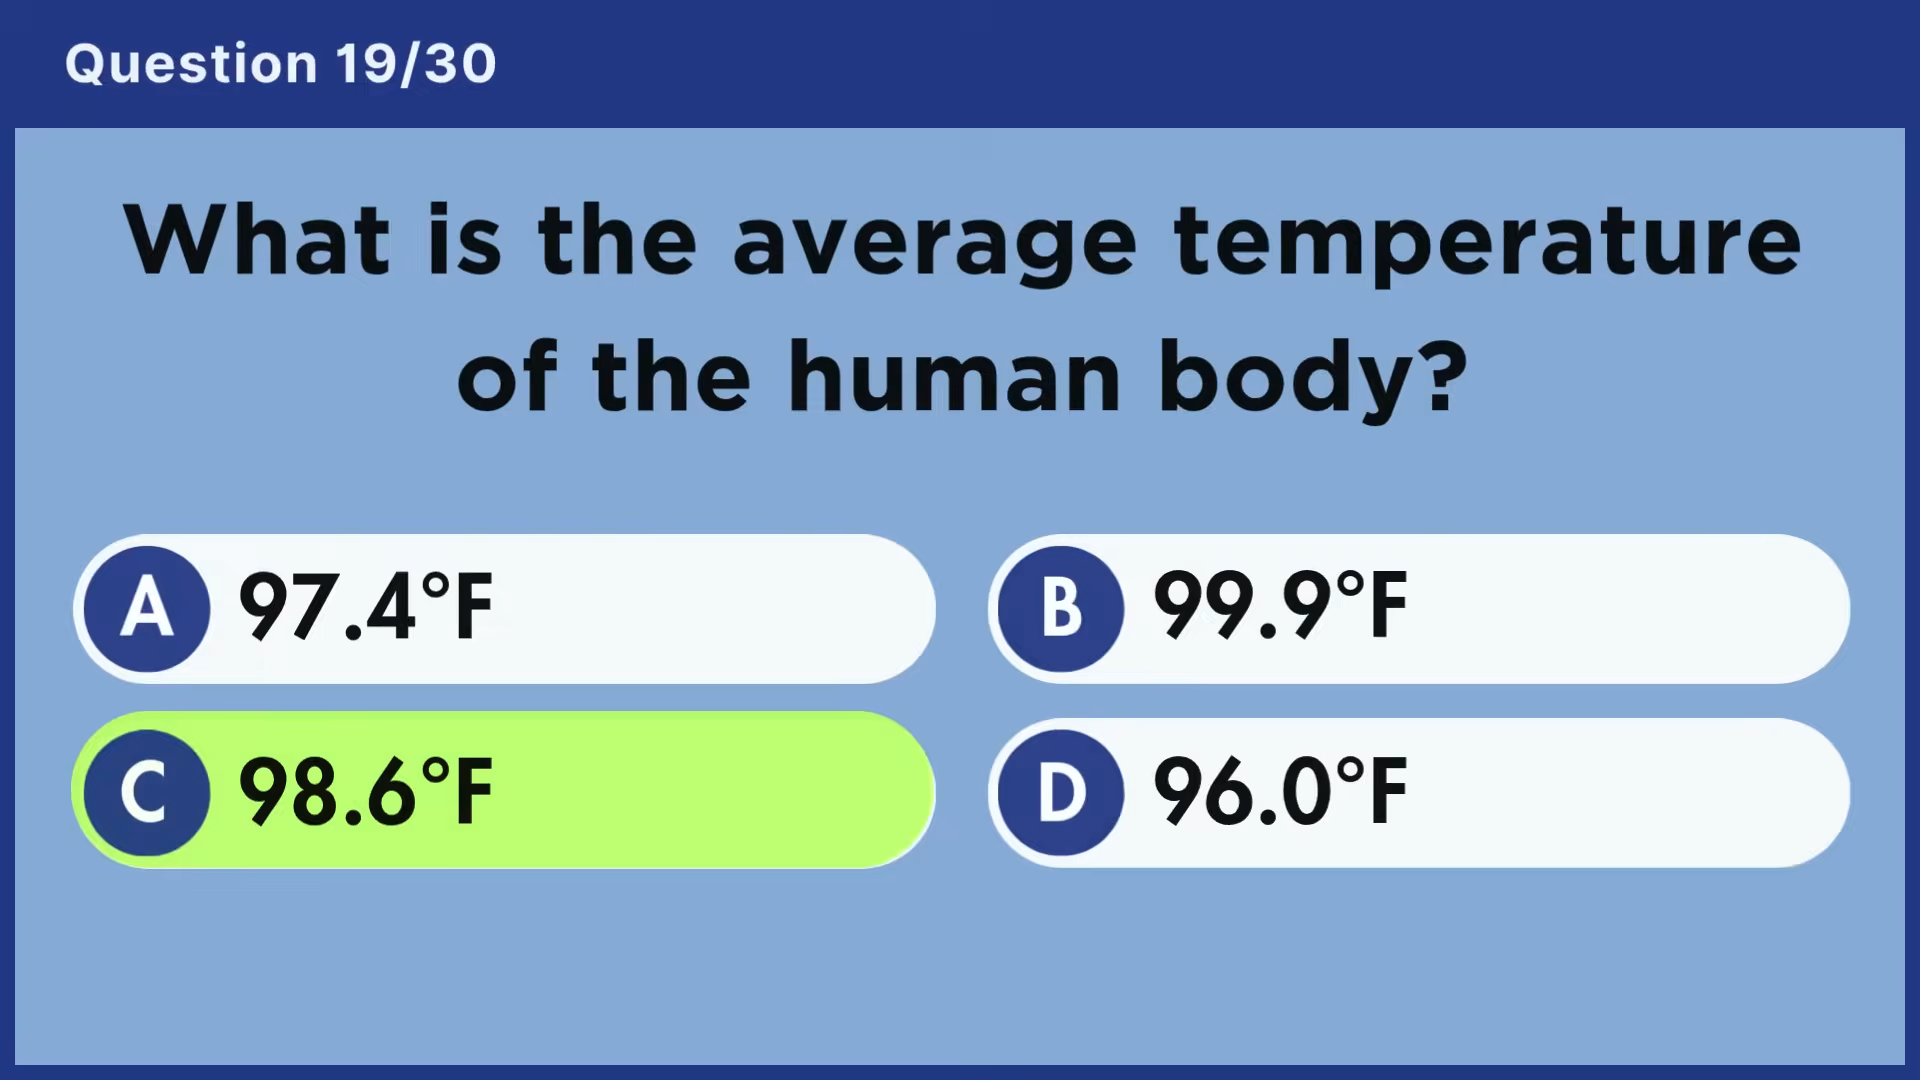 Question 19/30
What is the average temperature
of the human body?
A 97.4°F
B 99.9°F
C 98.6°F
D 96.0°F